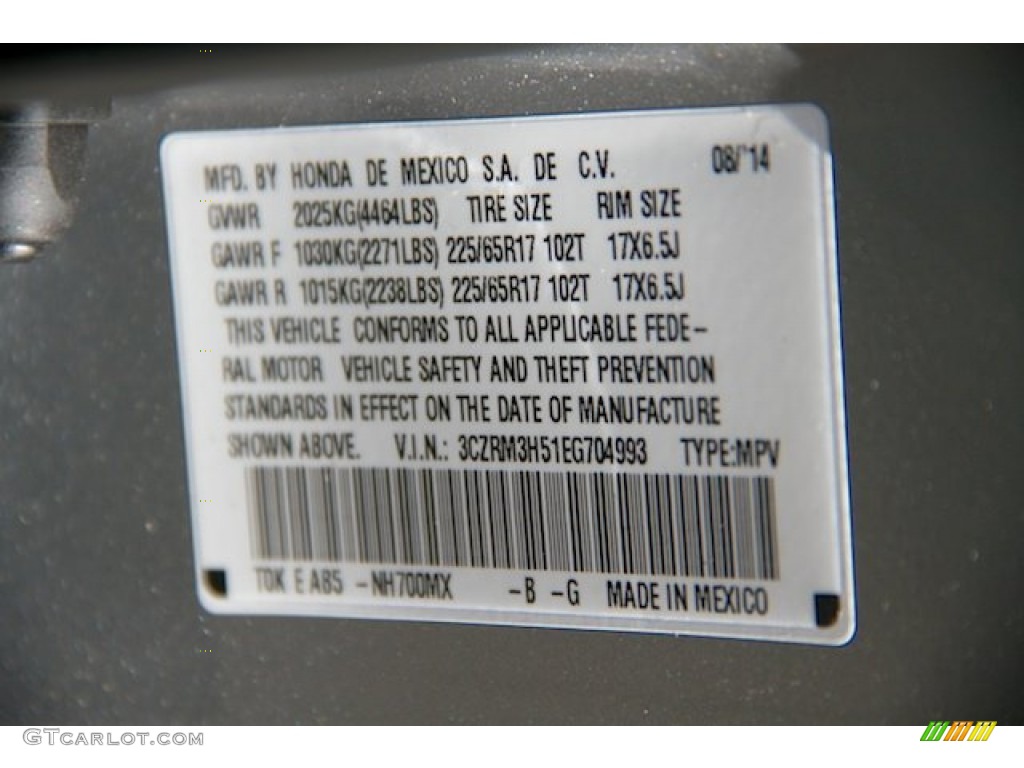 MFD. BY HONDA DE MEXICO S.A. DE C.V. 08/'14
GVWR 2025KG(4464LBS) TIRE SIZE RIM SIZE
GAWR F 1030KG(2271LBS) 225/65R17 102T 17X6.5J
GAWR R 1015KG(2238LBS) 225/65R17 102T 17X6.5J
THIS VEHICLE CONFORMS TO ALL APPLICABLE FEDE-
RAL MOTOR VEHICLE SAFETY AND THEFT PREVENTION
STANDARDS IN EFFECT ON THE DATE OF MANUFACTURE
SHOWN ABOVE. V.I.N.: 3CZRM3H51EG704993 TYPE:MPV
T0K E A85 -NH700MX -B -G MADE IN MEXICO
GTCarlot.com